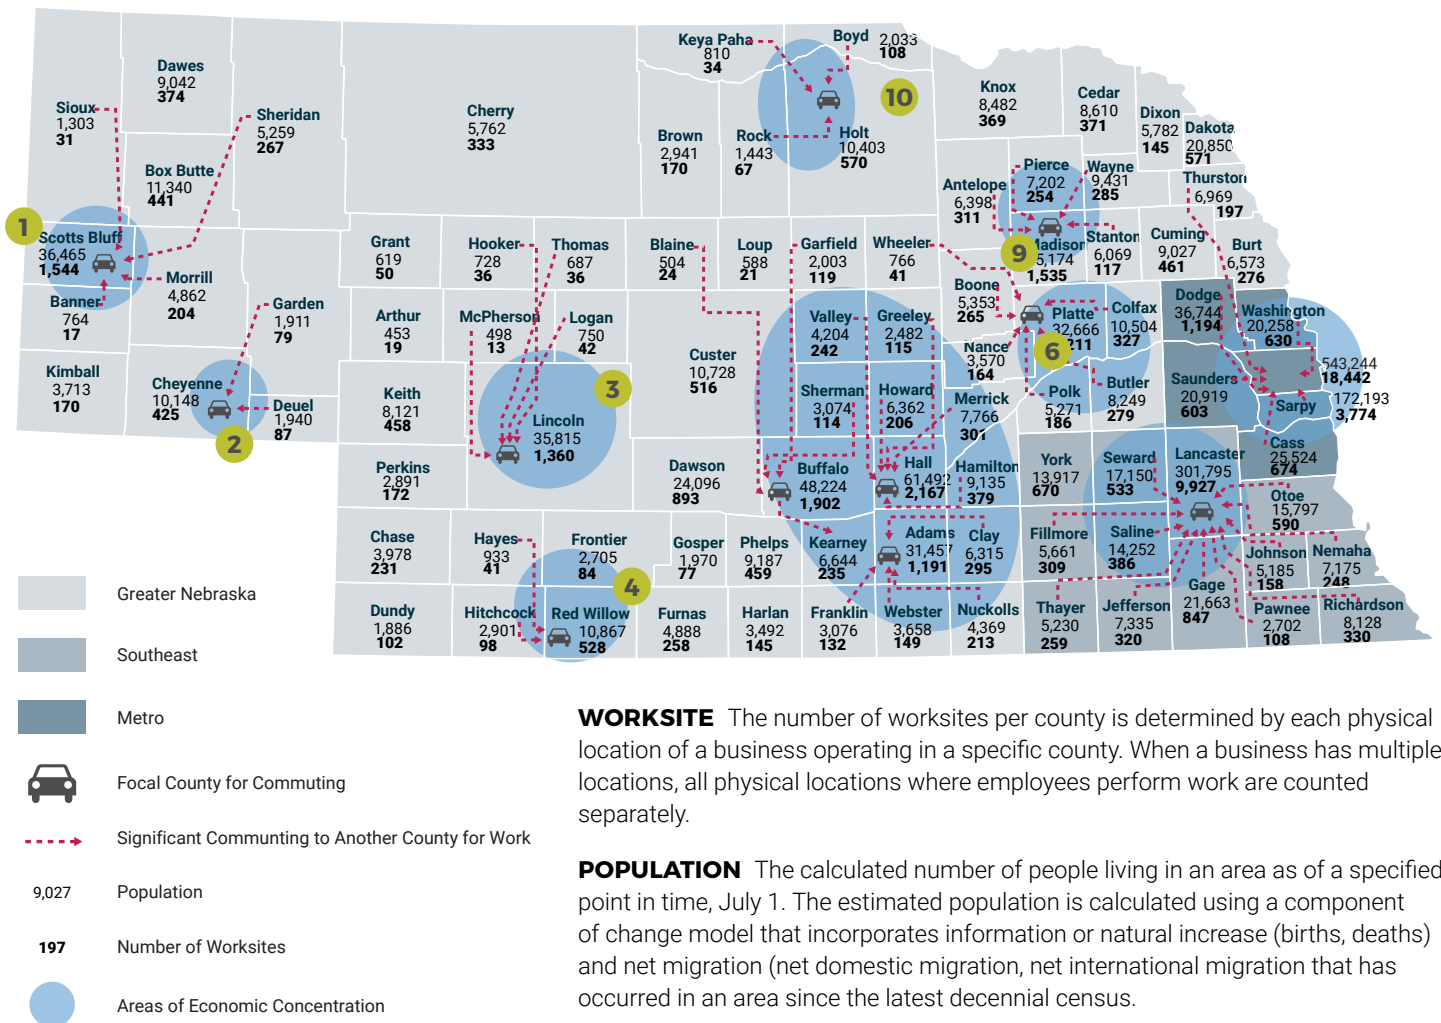 Dawes
9,042
374
Sioux
1,303
31
Sheridan
5,259
267
Box Butte
11,340
441
1
Scotts Bluff
36,465
1,544
Morrill
4,862
204
Banner
764
17
Garden
1,911
79
Kimball
3,713
170
Cheyenne
10,148
425
Deuel
1,940
87
2
Cherry
5,762
333
Keya Paha
810
34
Boyd
2,033
108
10
Brown
2,941
170
Rock
1,443
67
Holt
10,403
570
Knox
8,482
369
Cedar
8,610
371
Dixon
5,782
145
Dakota
20,850
571
Antelope
6,398
311
Pierce
7,202
254
Wayne
9,431
285
Thurston
6,969
197
9
Madison
5,174
1,535
Stanton
6,069
117
Cuming
9,027
461
Burt
6,573
276
Grant
619
50
Hooker
728
36
Thomas
687
36
Blaine
504
24
Loup
588
21
Garfield
2,003
119
Wheeler
766
41
Boone
5,353
265
Arthur
453
19
McPherson
498
13
Logan
750
42
Custer
10,728
516
Valley
4,204
242
Greeley
2,482
115
Nance
3,570
164
Platte
32,666
211
6
Colfax
10,504
327
Dodge
36,744
1,194
Washington
20,258
630
543,244
18,442
Keith
8,121
458
3
Lincoln
35,815
1,360
Sherman
3,074
114
Howard
6,362
206
Merrick
7,766
301
Polk
5,271
186
Butler
8,249
279
Saunders
20,919
603
Sarpy
172,193
3,774
Perkins
2,891
172
Dawson
24,096
893
Buffalo
48,224
1,902
Hall
61,492
2,167
Hamilton
9,135
379
York
13,917
670
Seward
17,150
533
Lancaster
301,795
9,927
Cass
25,524
674
Otoe
15,797
590
Chase
3,978
231
Hayes
933
41
Frontier
2,705
84
4
Gosper
1,970
77
Phelps
9,187
459
Kearney
6,644
235
Adams
31,457
1,191
Clay
6,315
295
Fillmore
5,661
309
Saline
14,252
386
Gage
21,663
847
Johnson
5,185
158
Nemaha
7,175
248
Dundy
1,886
102
Hitchcock
2,901
98
Red Willow
10,867
528
Furnas
4,888
258
Harlan
3,492
145
Franklin
3,076
132
Webster
3,658
149
Nuckolls
4,369
213
Thayer
5,230
259
Jefferson
7,335
320
Pawnee
2,702
108
Richardson
8,128
330
Greater Nebraska
Southeast
Metro
Focal County for Commuting
Significant Communting to Another County for Work
9,027 Population
197 Number of Worksites
Areas of Economic Concentration
WORKSITE The number of worksites per county is determined by each physical
location of a business operating in a specific county. When a business has multiple
locations, all physical locations where employees perform work are counted
separately.
POPULATION The calculated number of people living in an area as of a specified
point in time, July 1. The estimated population is calculated using a component
of change model that incorporates information or natural increase (births, deaths)
and net migration (net domestic migration, net international migration that has
occurred in an area since the latest decennial census.